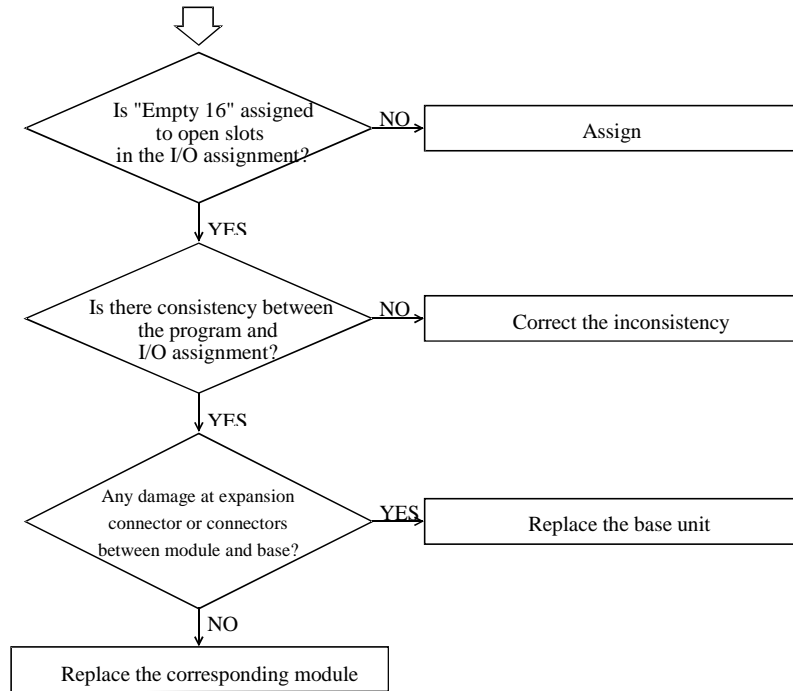 Is "Empty 16" assigned
to open slots
in the I/O assignment?
NO
Assign
YES
Is there consistency between
the program and
I/O assignment?
NO
Correct the inconsistency
YES
Any damage at expansion
connector or connectors
between module and base?
YES
Replace the base unit
NO
Replace the corresponding module